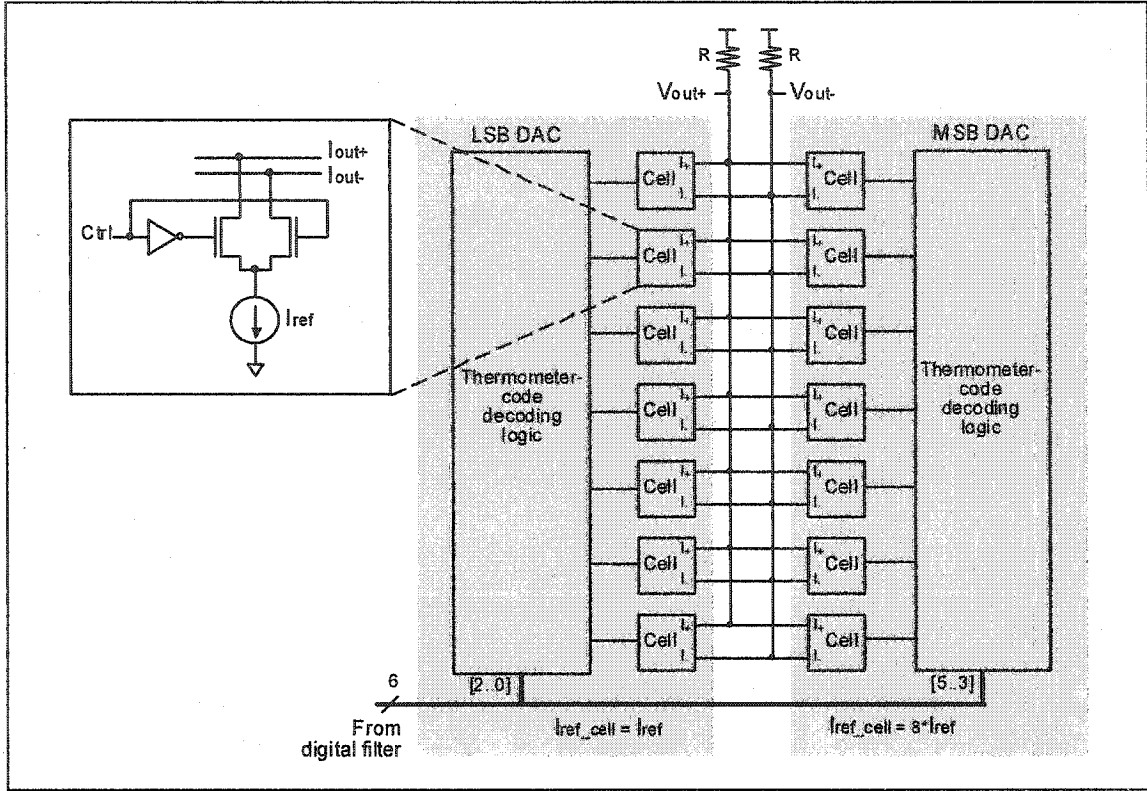 R
R
Vout+
Vout-
LSB DAC
MSB DAC
Iout+
Iout-
Ctrl
Iref
Thermometer-
code
decoding
logic
Thermometer-
code
decoding
logic
I+
Cell
I-
I+
Cell
I-
I+
Cell
I-
I+
Cell
I-
I+
Cell
I-
I+
Cell
I-
I+
Cell
I-
I+
Cell
I-
I+
Cell
I-
I+
Cell
I-
I+
Cell
I-
I+
Cell
I-
I+
Cell
I-
I+
Cell
I-
[2..0]
[5..3]
6
From
digital filter
Iref_cell = Iref
Iref_cell = 8*Iref